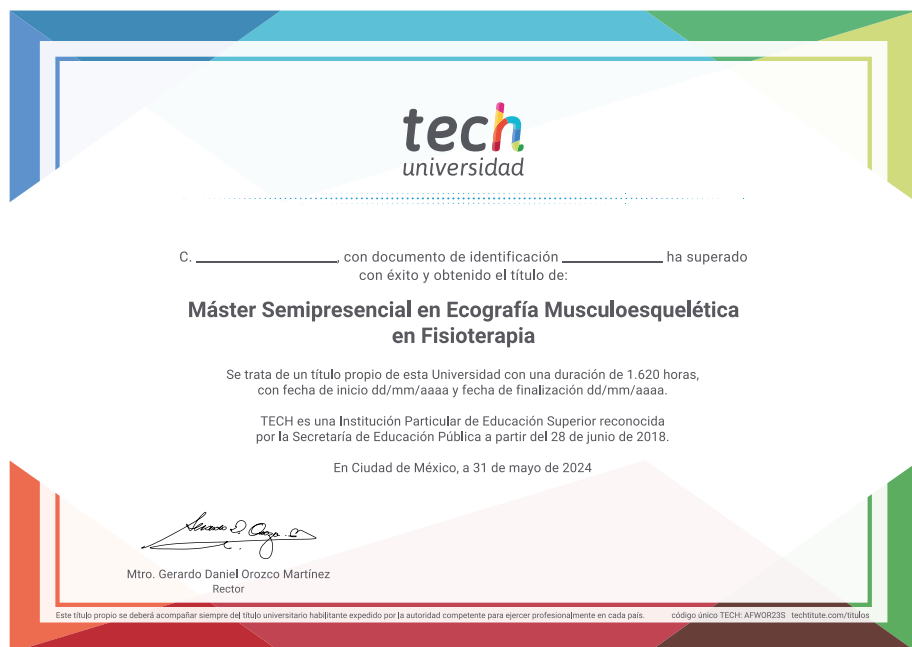 tech
universidad
C. ____________________, con documento de identificación ______________ ha superado
con éxito y obtenido el título de:
Máster Semipresencial en Ecografía Musculoesquelética
en Fisioterapia
Se trata de un título propio de esta Universidad con una duración de 1.620 horas,
con fecha de inicio dd/mm/aaaa y fecha de finalización dd/mm/aaaa.
TECH es una Institución Particular de Educación Superior reconocida
por la Secretaría de Educación Pública a partir del 28 de junio de 2018.
En Ciudad de México, a 31 de mayo de 2024
Mtro. Gerardo Daniel Orozco Martínez
Rector
Este título propio se deberá acompañar siempre del título universitario habilitante expedido por la autoridad competente para ejercer profesionalmente en cada país. código único TECH: AFWOR23S techtitute.com/titulos